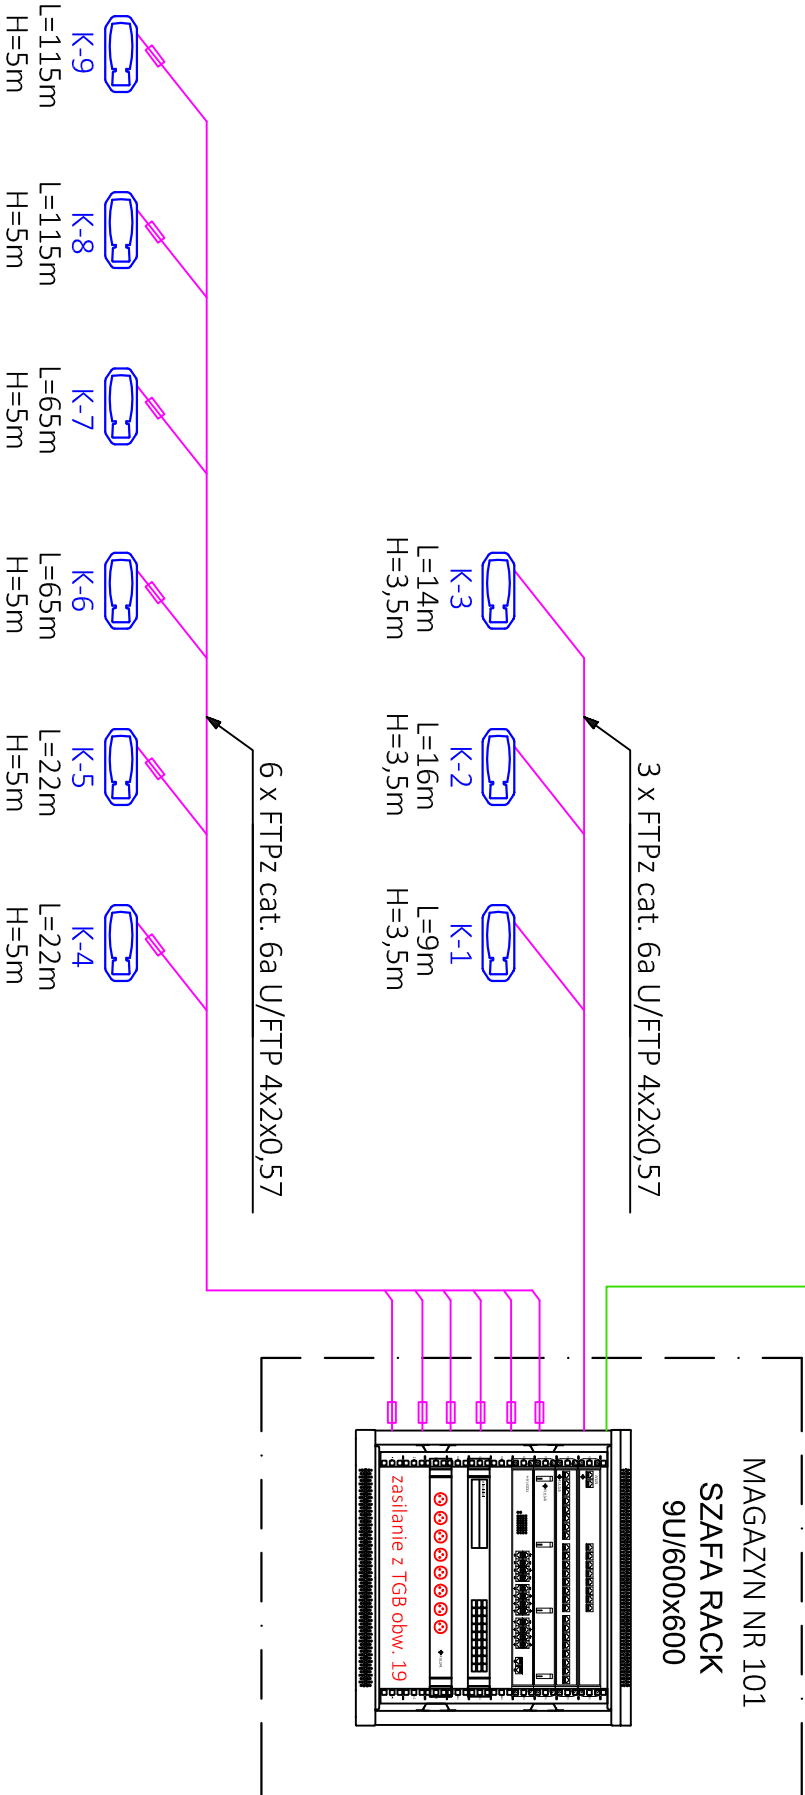 MAGAZYN NR 101
SZAFA RACK
9U/600x600
3 x FTPz cat. 6a U/FTP 4x2x0,57
K-3
L=14m
H=3,5m
K-2
L=16m
H=3,5m
K-1
L=9m
H=3,5m
zasilanie z TGB obw. 19
6 x FTPz cat. 6a U/FTP 4x2x0,57
K-9
L=115m
H=5m
K-8
L=115m
H=5m
K-7
L=65m
H=5m
K-6
L=65m
H=5m
K-5
L=22m
H=5m
K-4
L=22m
H=5m